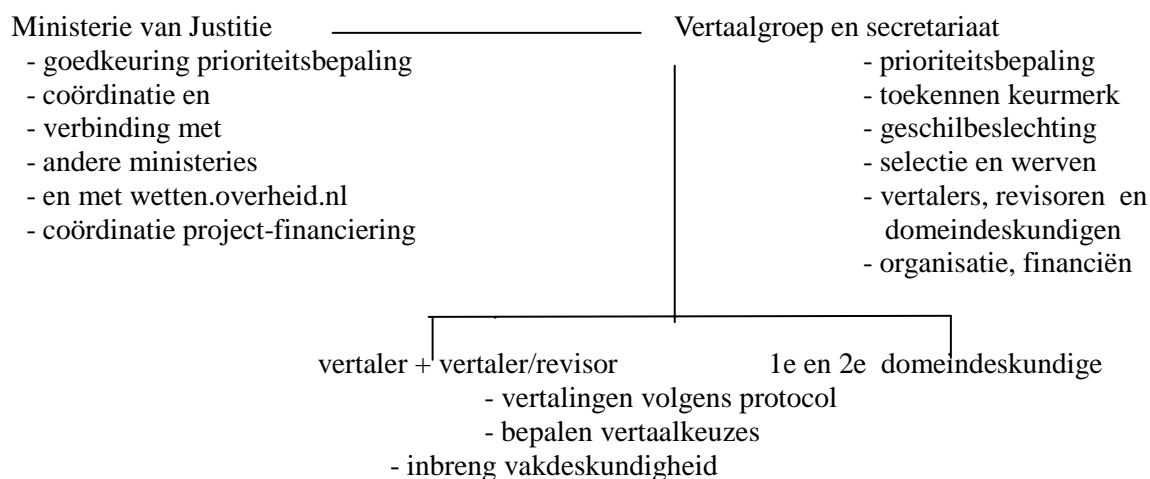 Ministerie van Justitie
- goedkeuring prioriteitsbepaling
- coördinatie en
- verbinding met
- andere ministeries
- en met wetten.overheid.nl
- coördinatie project-financiering
Vertaalgroep en secretariaat
- prioriteitsbepaling
- toekennen keurmerk
- geschilbeslechting
- selectie en werven
- vertalers, revisoren en
domeindeskundigen
- organisatie, financiën
vertaler + vertaler/revisor 1e en 2e domeindeskundige
- vertalingen volgens protocol
- bepalen vertaalkeuzes
- inbreng vakdeskundigheid